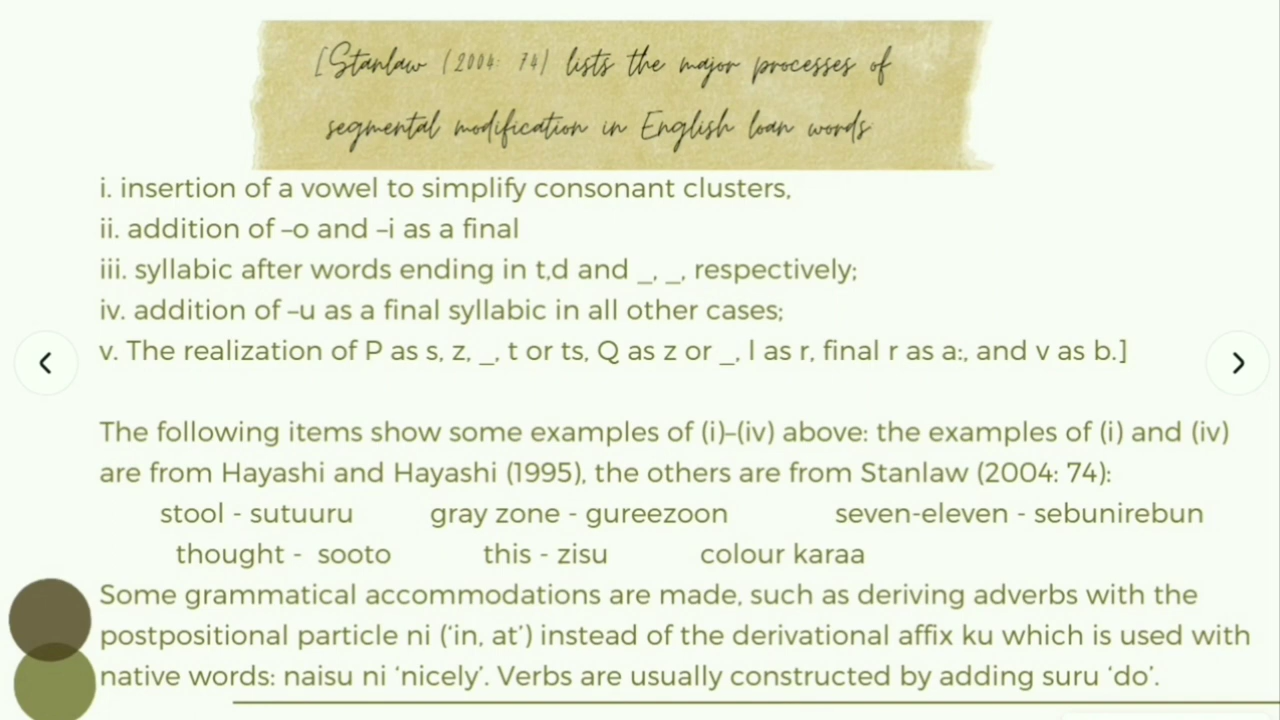 [Stanlaw (2004: 74) lists the major processes of
segmental modification in English loan words:
i. insertion of a vowel to simplify consonant clusters,
ii. addition of –o and –i as a final
iii. syllabic after words ending in t,d and _, _, respectively;
iv. addition of –u as a final syllabic in all other cases;
v. The realization of P as s, z, _, t or ts, Q as z or _, l as r, final r as a:, and v as b.]
The following items show some examples of (i)–(iv) above: the examples of (i) and (iv)
are from Hayashi and Hayashi (1995), the others are from Stanlaw (2004: 74):
stool - sutuuru gray zone - gureezoon seven-eleven - sebunirebun
thought - sooto this - zisu colour karaa
Some grammatical accommodations are made, such as deriving adverbs with the
postpositional particle ni (‘in, at’) instead of the derivational affix ku which is used with
native words: naisu ni ‘nicely’. Verbs are usually constructed by adding suru ‘do’.